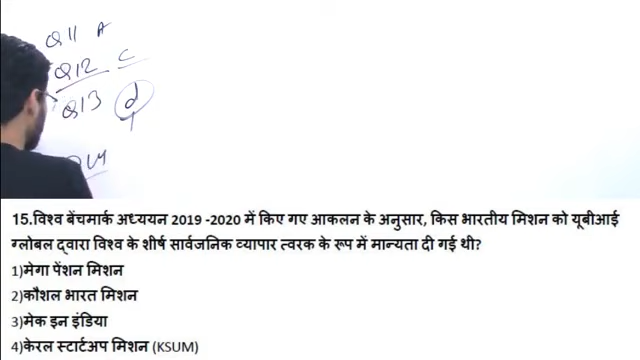 Q11 A
Q12 C
Q13 d
15.विश्व बेंचमार्क अध्ययन 2019 -2020 में किए गए आकलन के अनुसार, किस भारतीय मिशन को यूबीआई
ग्लोबल द्वारा विश्व के शीर्ष सार्वजनिक व्यापार त्वरक के रूप में मान्यता दी गई थी?
1)मेगा पेंशन मिशन
2)कौशल भारत मिशन
3)मेक इन इंडिया
4)केरल स्टार्टअप मिशन (KSUM)